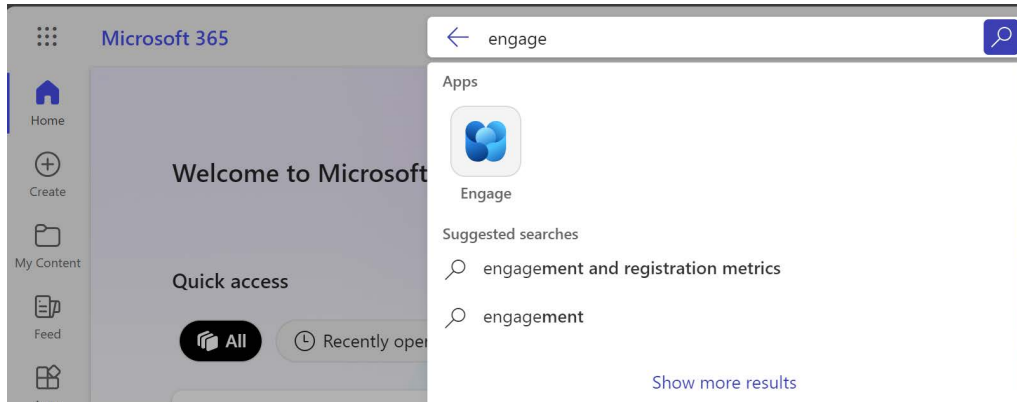 Microsoft 365
engage
Home
Create
My Content
Feed
Welcome to Microsoft
Quick access
All
Recently oper
Apps
Engage
Suggested searches
engagement and registration metrics
engagement
Show more results